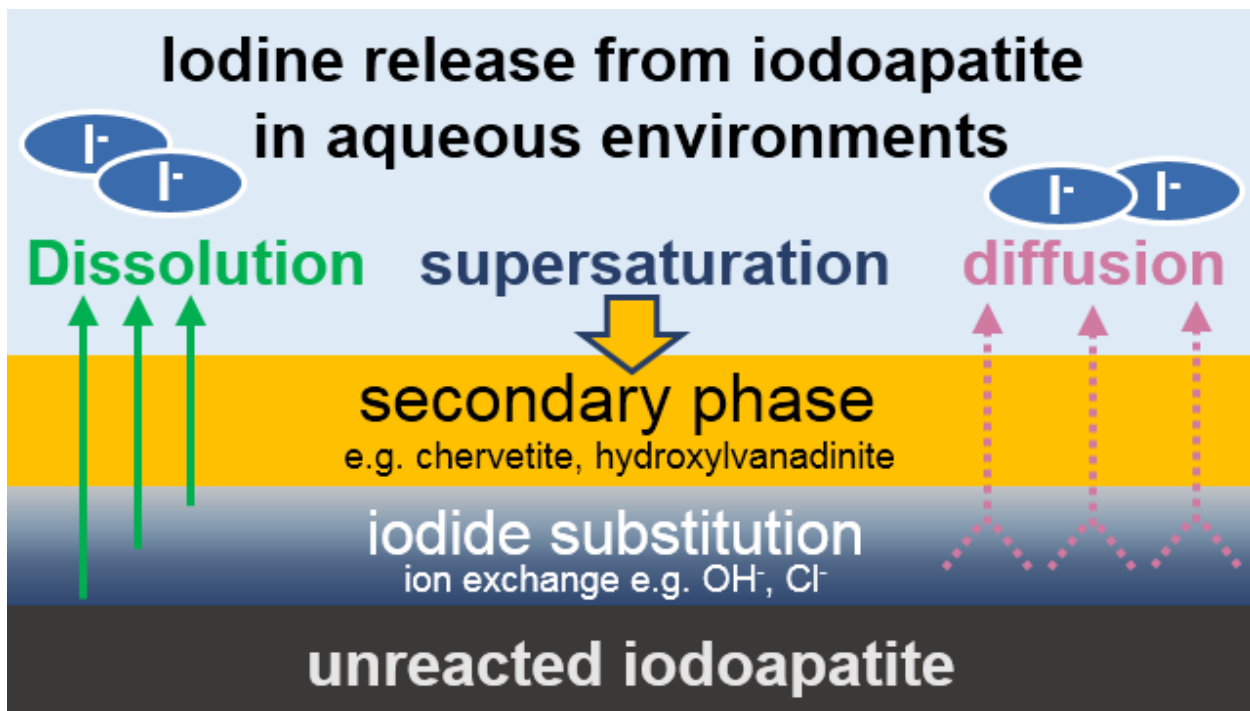 Iodine release from iodoapatite
in aqueous environments
I-
I-
I-
I-
Dissolution
supersaturation
diffusion
secondary phase
e.g. chervetite, hydroxylvanadinite
iodide substitution
ion exchange e.g. OH-, Cl-
unreacted iodoapatite